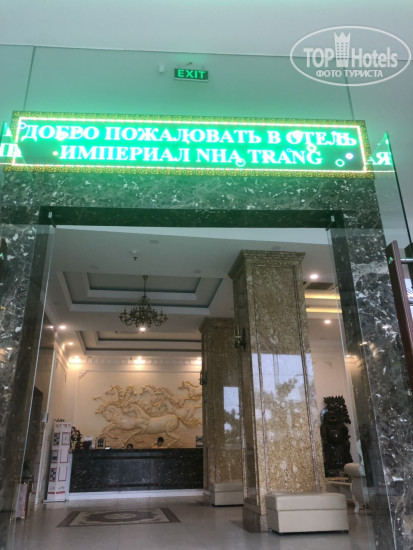 TOP Hotels
ФОТО ТУРИСТА
EXIT
ДОБРО ПОЖАЛОВАТЬ В ОТЕЛЬ
ИМПЕРИАЛ NHA TRANG